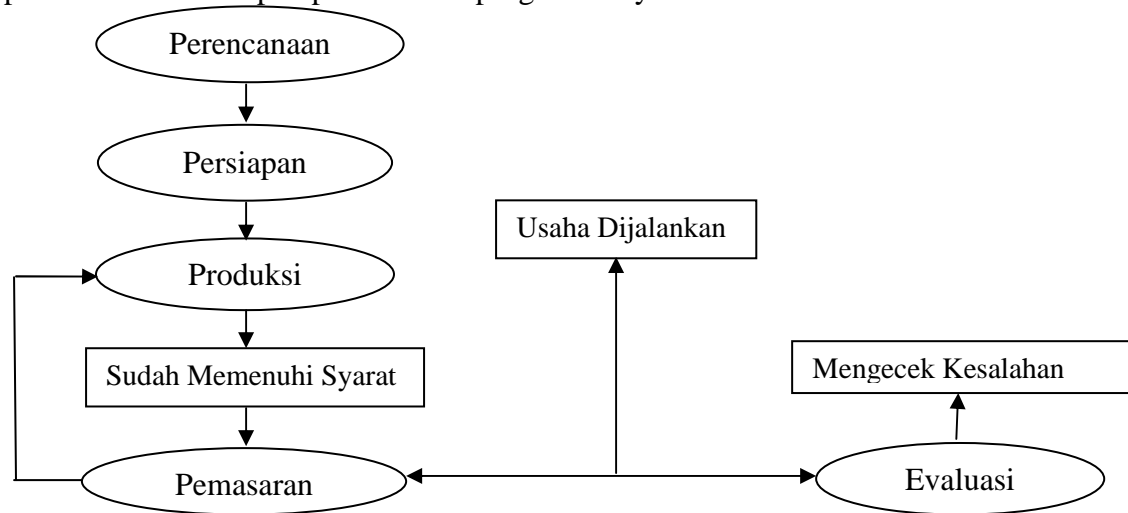 Perencanaan
Persiapan
Usaha Dijalankan
Produksi
Sudah Memenuhi Syarat
Mengecek Kesalahan
Pemasaran
Evaluasi